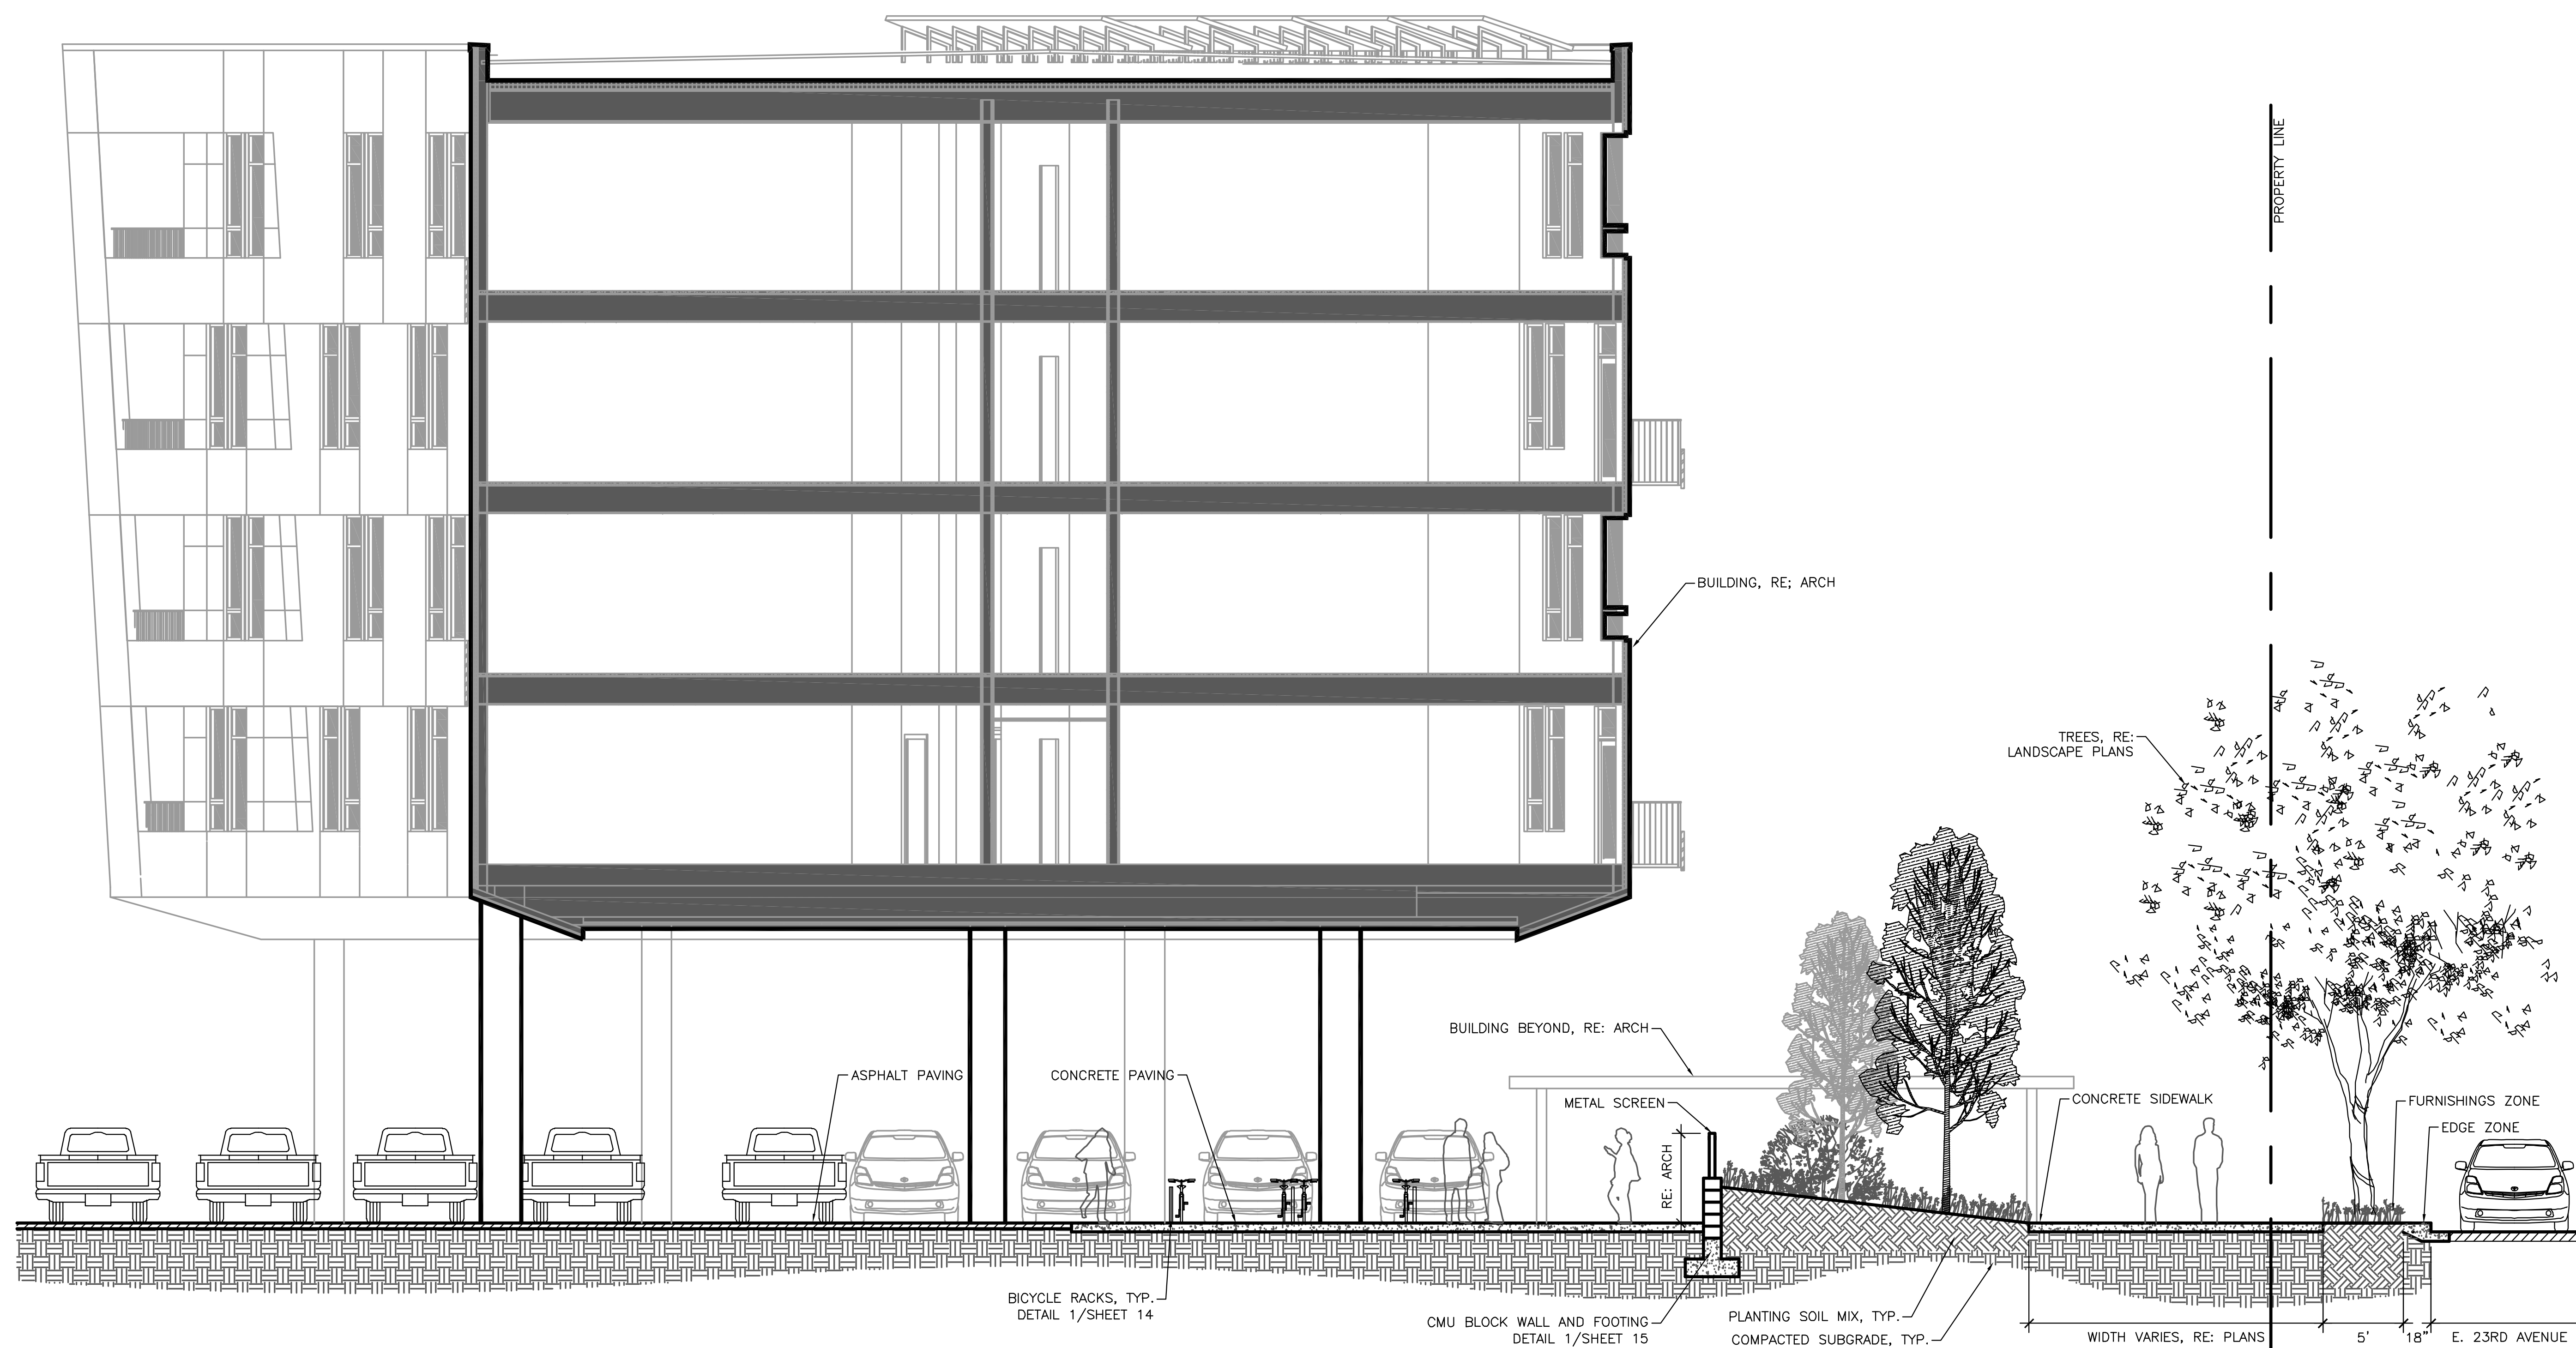 PROPERTY LINE
BUILDING, RE; ARCH
TREES, RE:
LANDSCAPE PLANS
BUILDING BEYOND, RE: ARCH
ASPHALT PAVING
CONCRETE PAVING
METAL SCREEN
CONCRETE SIDEWALK
FURNISHINGS ZONE
EDGE ZONE
RE: ARCH
BICYCLE RACKS, TYP.
DETAIL 1/SHEET 14
CMU BLOCK WALL AND FOOTING
DETAIL 1/SHEET 15
PLANTING SOIL MIX, TYP.
COMPACTED SUBGRADE, TYP.
WIDTH VARIES, RE: PLANS
5'
18"
E. 23RD AVENUE